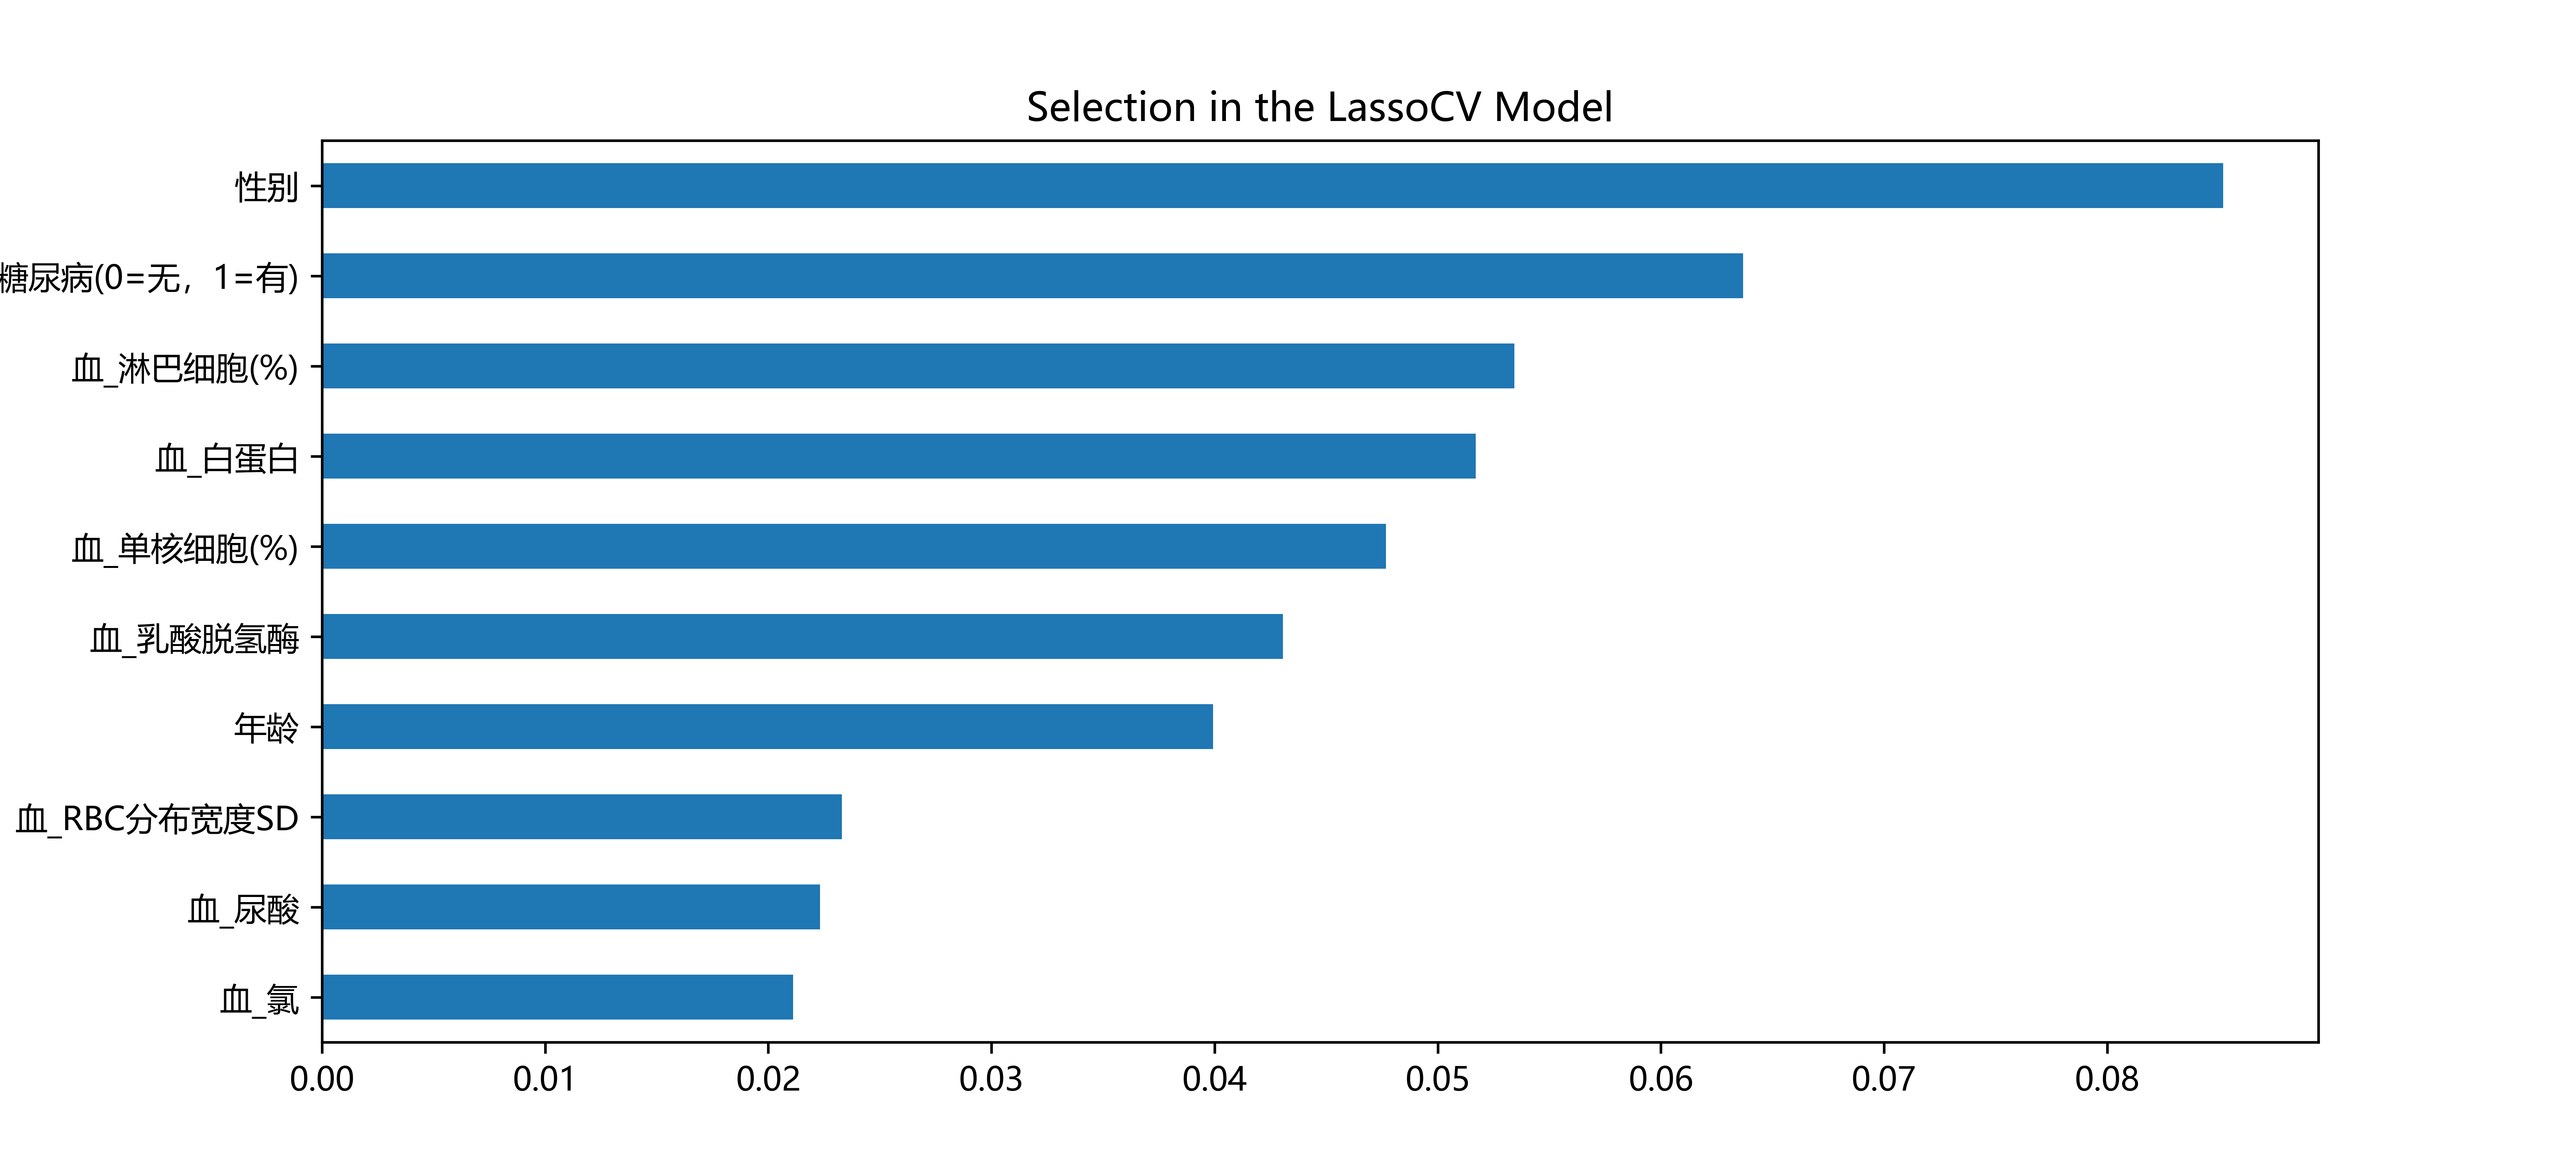 Selection in the LassoCV Model
性别
糖尿病(0=无，1=有)
血_淋巴细胞(%)
血_白蛋白
血_单核细胞(%)
血_乳酸脱氢酶
年龄
血_RBC分布宽度SD
血_尿酸
血_氯
0.00 0.01 0.02 0.03 0.04 0.05 0.06 0.07 0.08